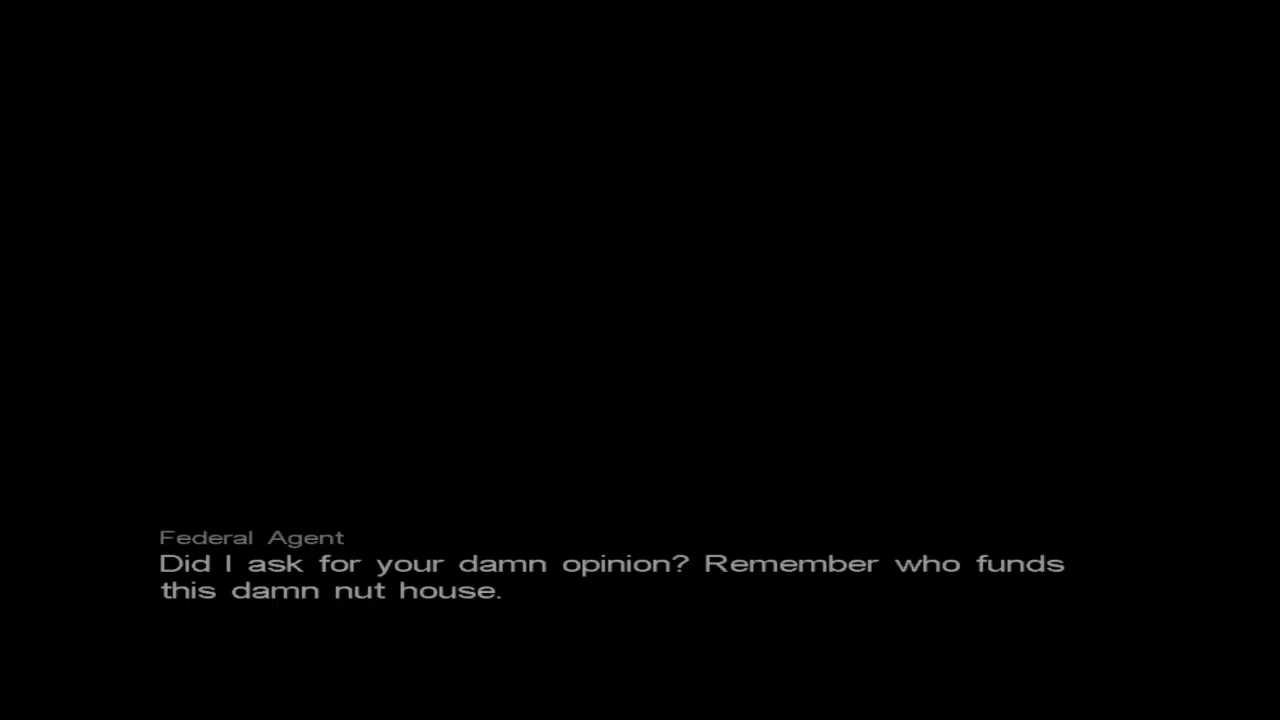 Federal Agent
Did I ask for your damn opinion? Remember who funds
this damn nut house.